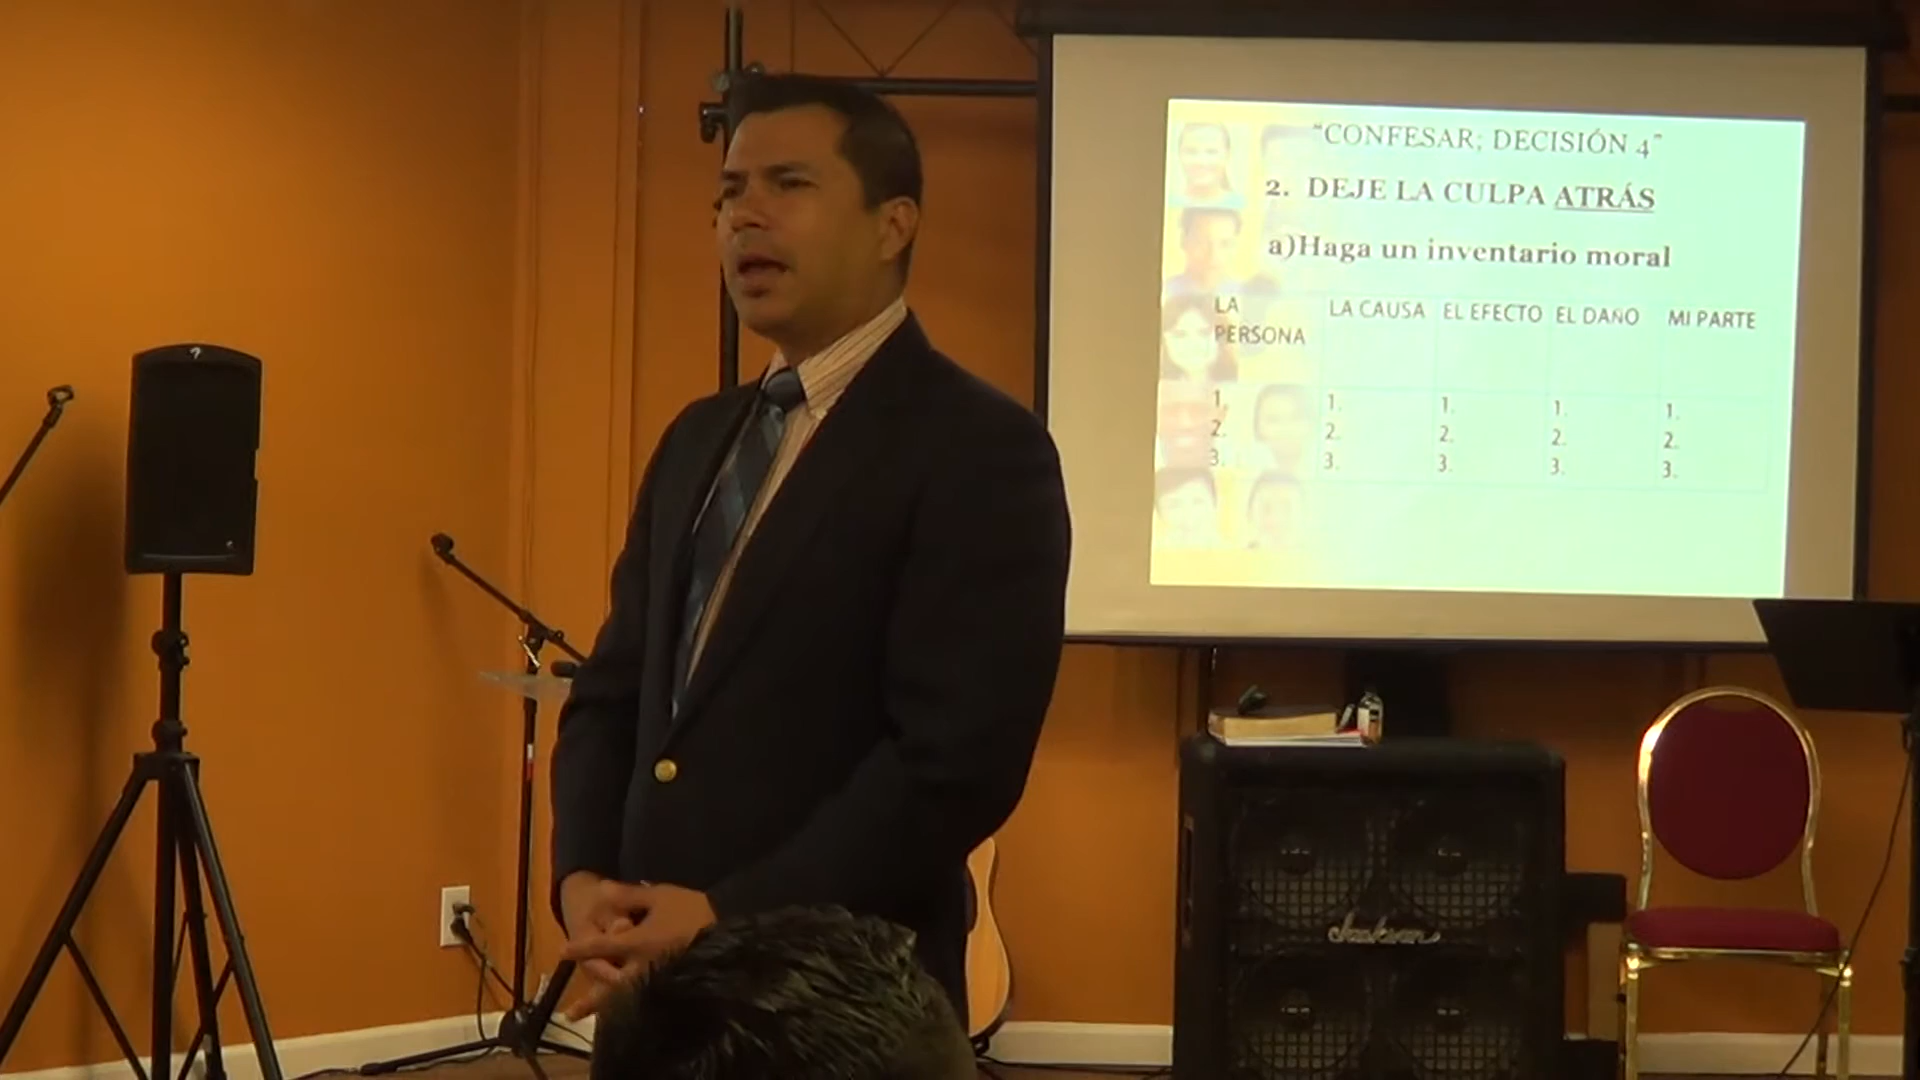 "CONFESAR; DECISIÓN 4"
2. DEJE LA CULPA ATRÁS
a)Haga un inventario moral
LA PERSONA LA CAUSA EL EFECTO EL DAÑO MI PARTE
1. 1. 1. 1. 1.
2. 2. 2. 2. 2.
3. 3. 3. 3. 3.
Jackson